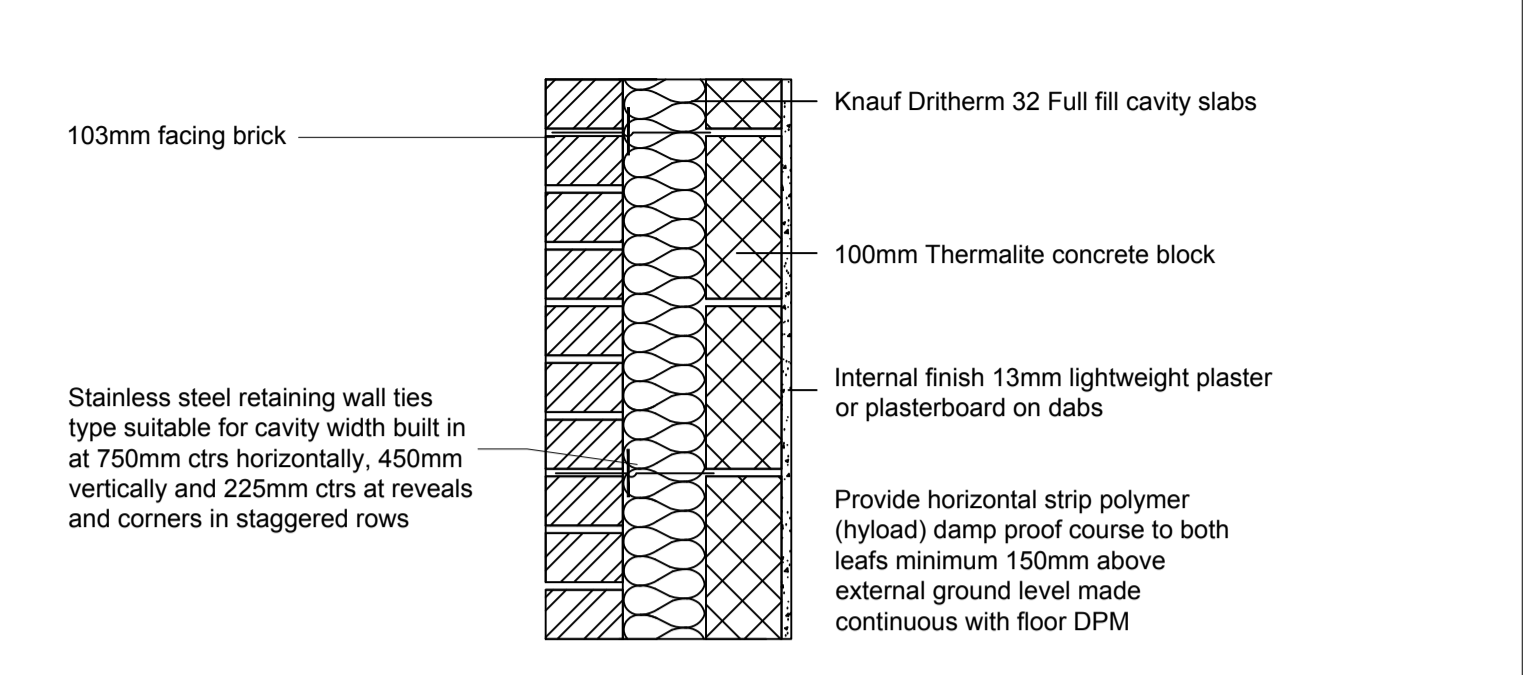 103mm facing brick
Stainless steel retaining wall ties
type suitable for cavity width built in
at 750mm ctrs horizontally, 450mm
vertically and 225mm ctrs at reveals
and corners in staggered rows
Knauf Dritherm 32 Full fill cavity slabs
100mm Thermalite concrete block
Internal finish 13mm lightweight plaster
or plasterboard on dabs
Provide horizontal strip polymer
(hyload) damp proof course to both
leafs minimum 150mm above
external ground level made
continuous with floor DPM